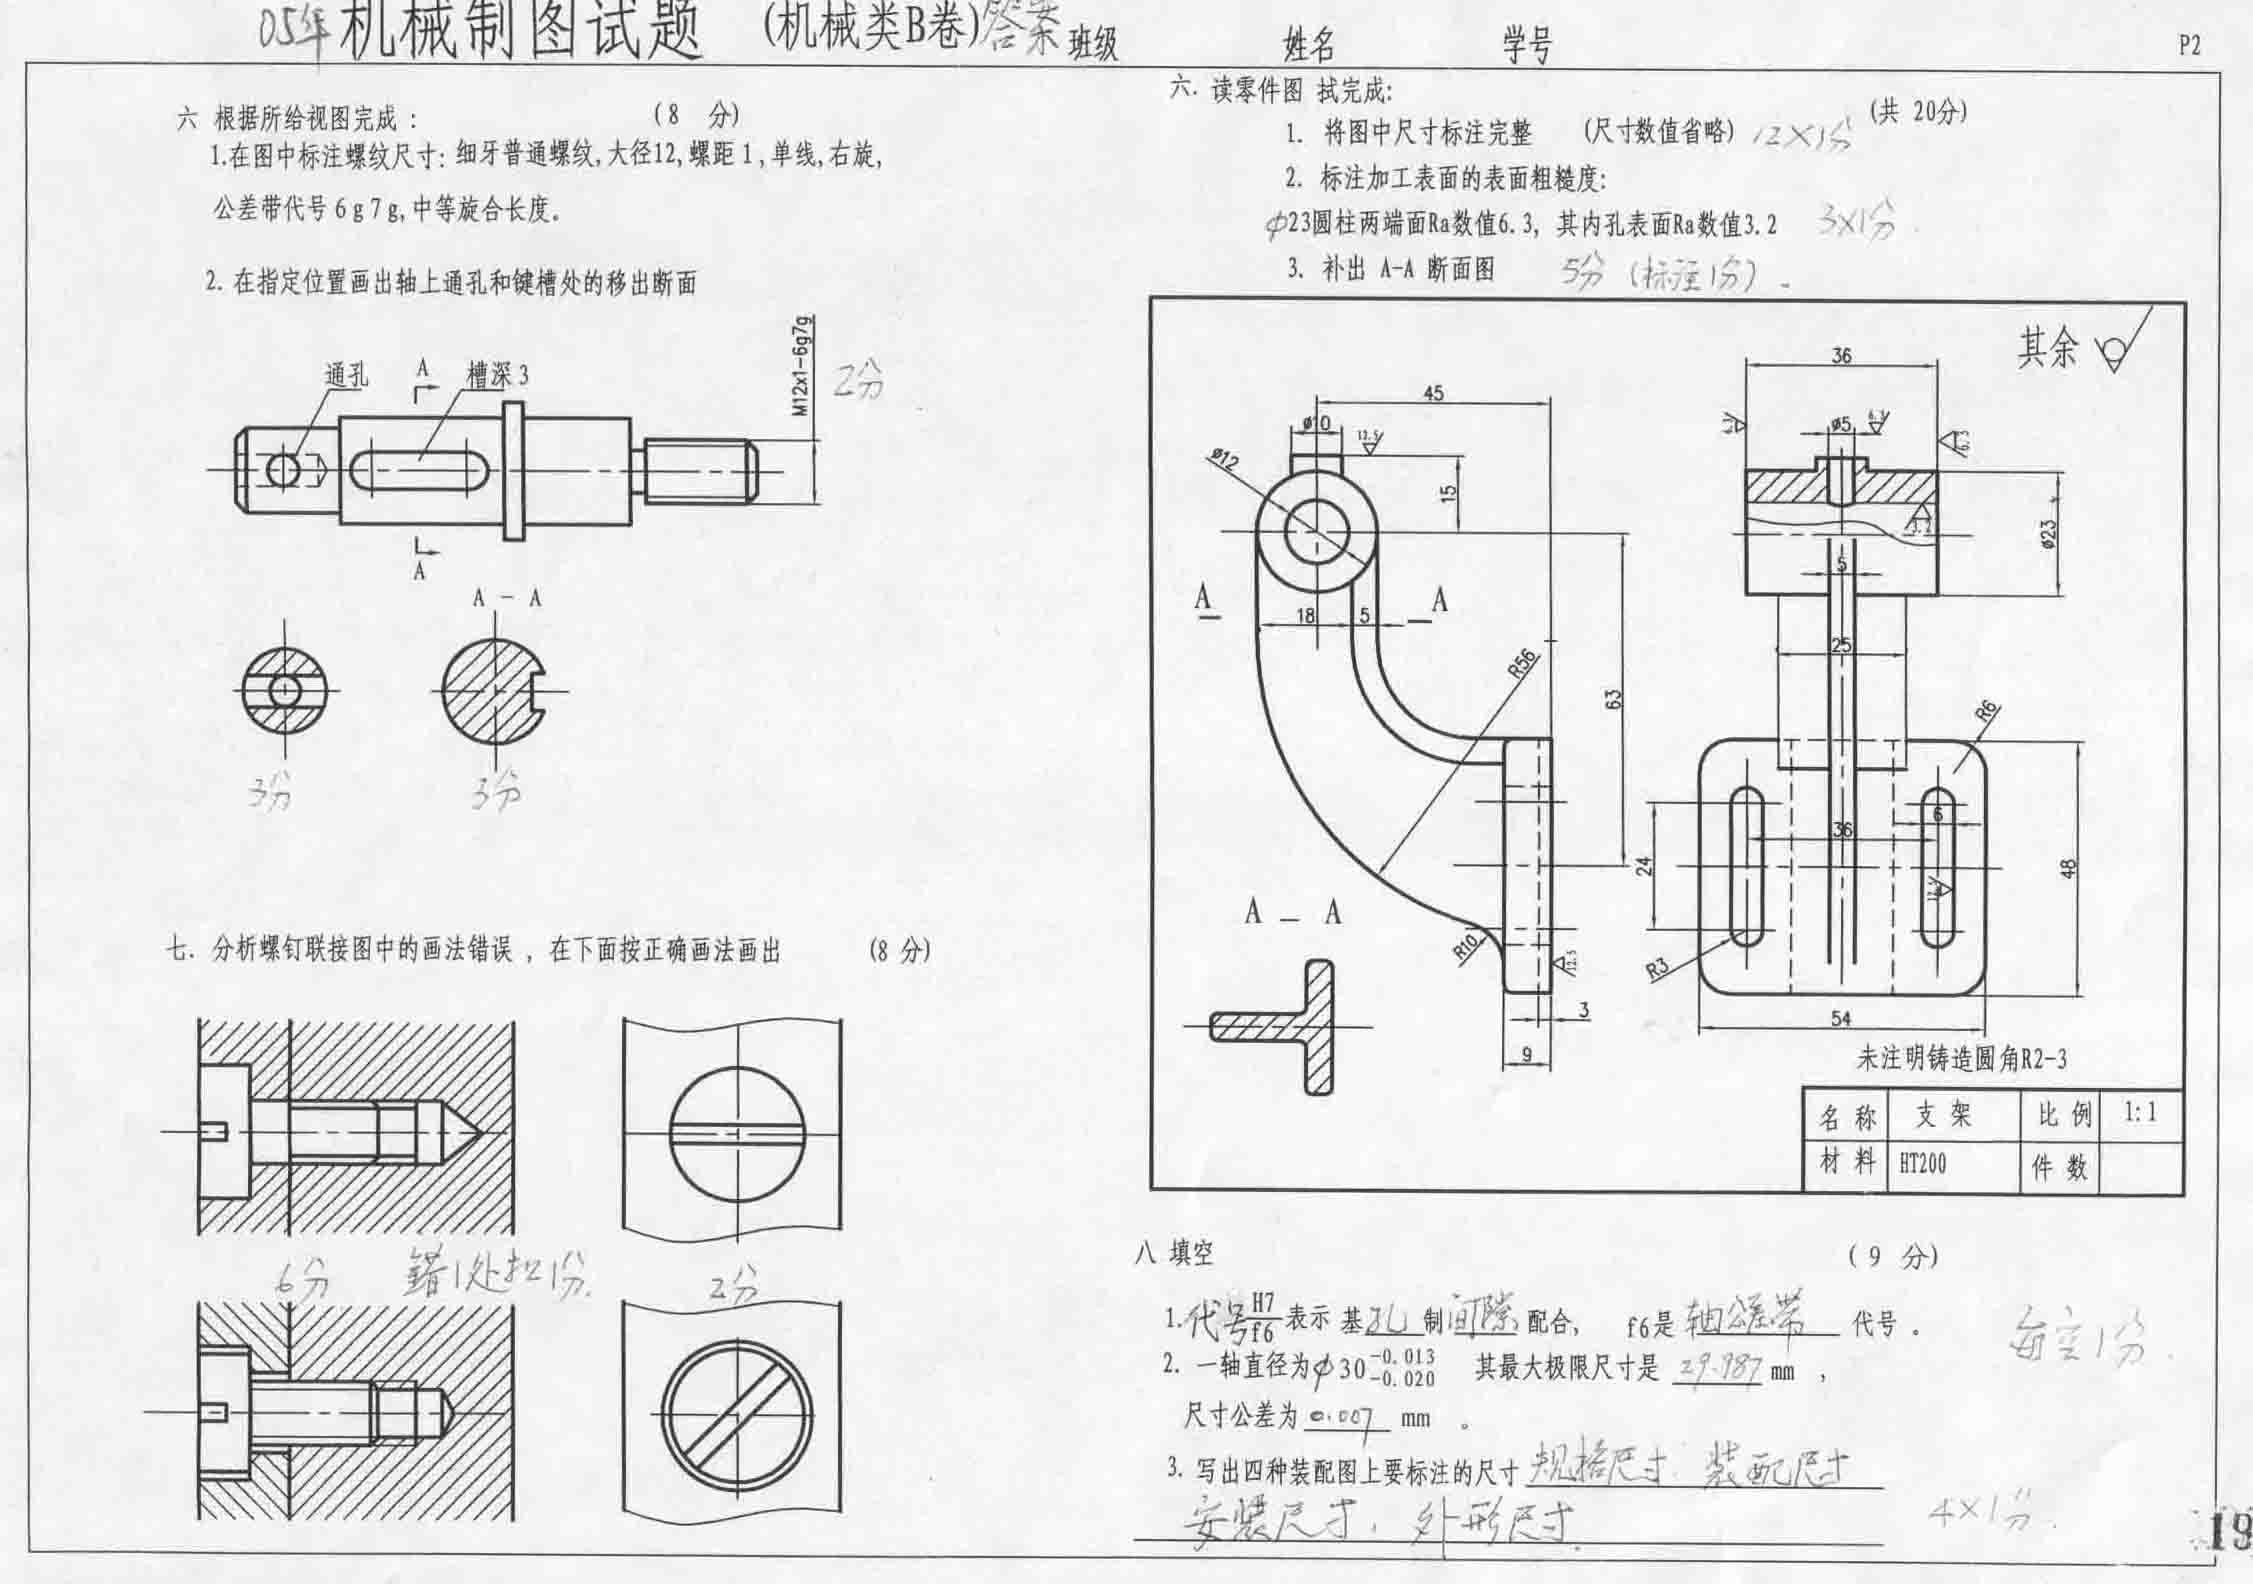 05年 机械制图试题 (机械类B卷)答案 班级 姓名 学号 P2
六 根据所给视图完成 : (8 分)
1.在图中标注螺纹尺寸: 细牙普通螺纹,大径12,螺距1,单线,右旋,
公差带代号6g7g,中等旋合长度。
2. 在指定位置画出轴上通孔和键槽处的移出断面
通孔
A
槽深3
M12x1-6g7g
2分
A
A - A
3分
3分
七. 分析螺钉联接图中的画法错误 , 在下面按正确画法画出 (8 分)
6分 錯1处扣1分. 2分
六. 读零件图 拭完成: (共 20分)
1. 将图中尺寸标注完整 (尺寸数值省略) 12×1分
2. 标注加工表面的表面粗糙度:
φ23圆柱两端面Ra数值6.3, 其内孔表面Ra数值3.2 3×1分.
3. 补出 A-A 断面图 5分 (标注1分).
其余
45
36
ø10
12.5
ø12
15
ø5
6.3
3.2
ø23
5
A
A
18
5
25
R56
63
R6
36
6
24
48
A - A
R10
12.5
R3
3
9
54
未注明铸造圆角R2-3
名 称 支 架 比 例 1:1
材 料 HT200 件 数
八 填空 (9 分)
1.代号H7/f6表示 基孔制间隙配合, f6是轴公差带代号 。
每空1分.
2. 一轴直径为φ30-0.013 -0.020 其最大极限尺寸是 29.987 mm ,
尺寸公差为 0.007 mm 。
3. 写出四种装配图上要标注的尺寸 规格尺寸. 装配尺寸
安装尺寸, 外形尺寸. 4×1分.
19